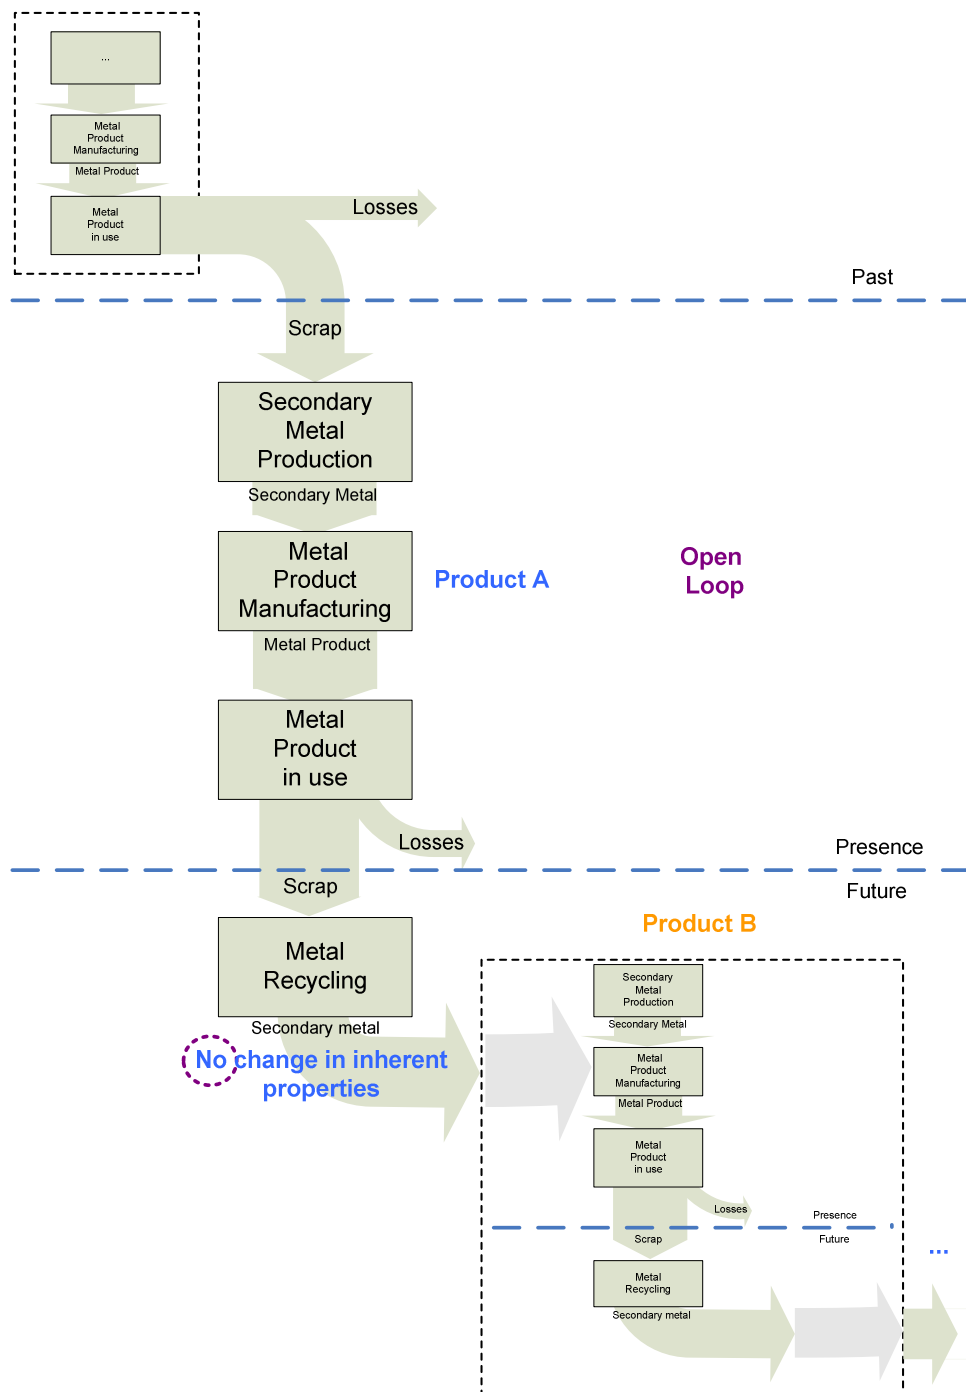 ...
Metal
Product
Manufacturing
Metal Product
Metal
Product
in use
Losses
Past
Scrap
Secondary
Metal
Production
Secondary Metal
Metal
Product
Manufacturing
Product A
Open
Loop
Metal Product
Metal
Product
in use
Losses
Presence
Scrap
Future
Product B
Metal
Recycling
Secondary metal
No change in inherent
properties
Secondary
Metal
Production
Secondary Metal
Metal
Product
Manufacturing
Metal Product
Metal
Product
in use
Losses
Presence
Scrap
Future
...
Metal
Recycling
Secondary metal